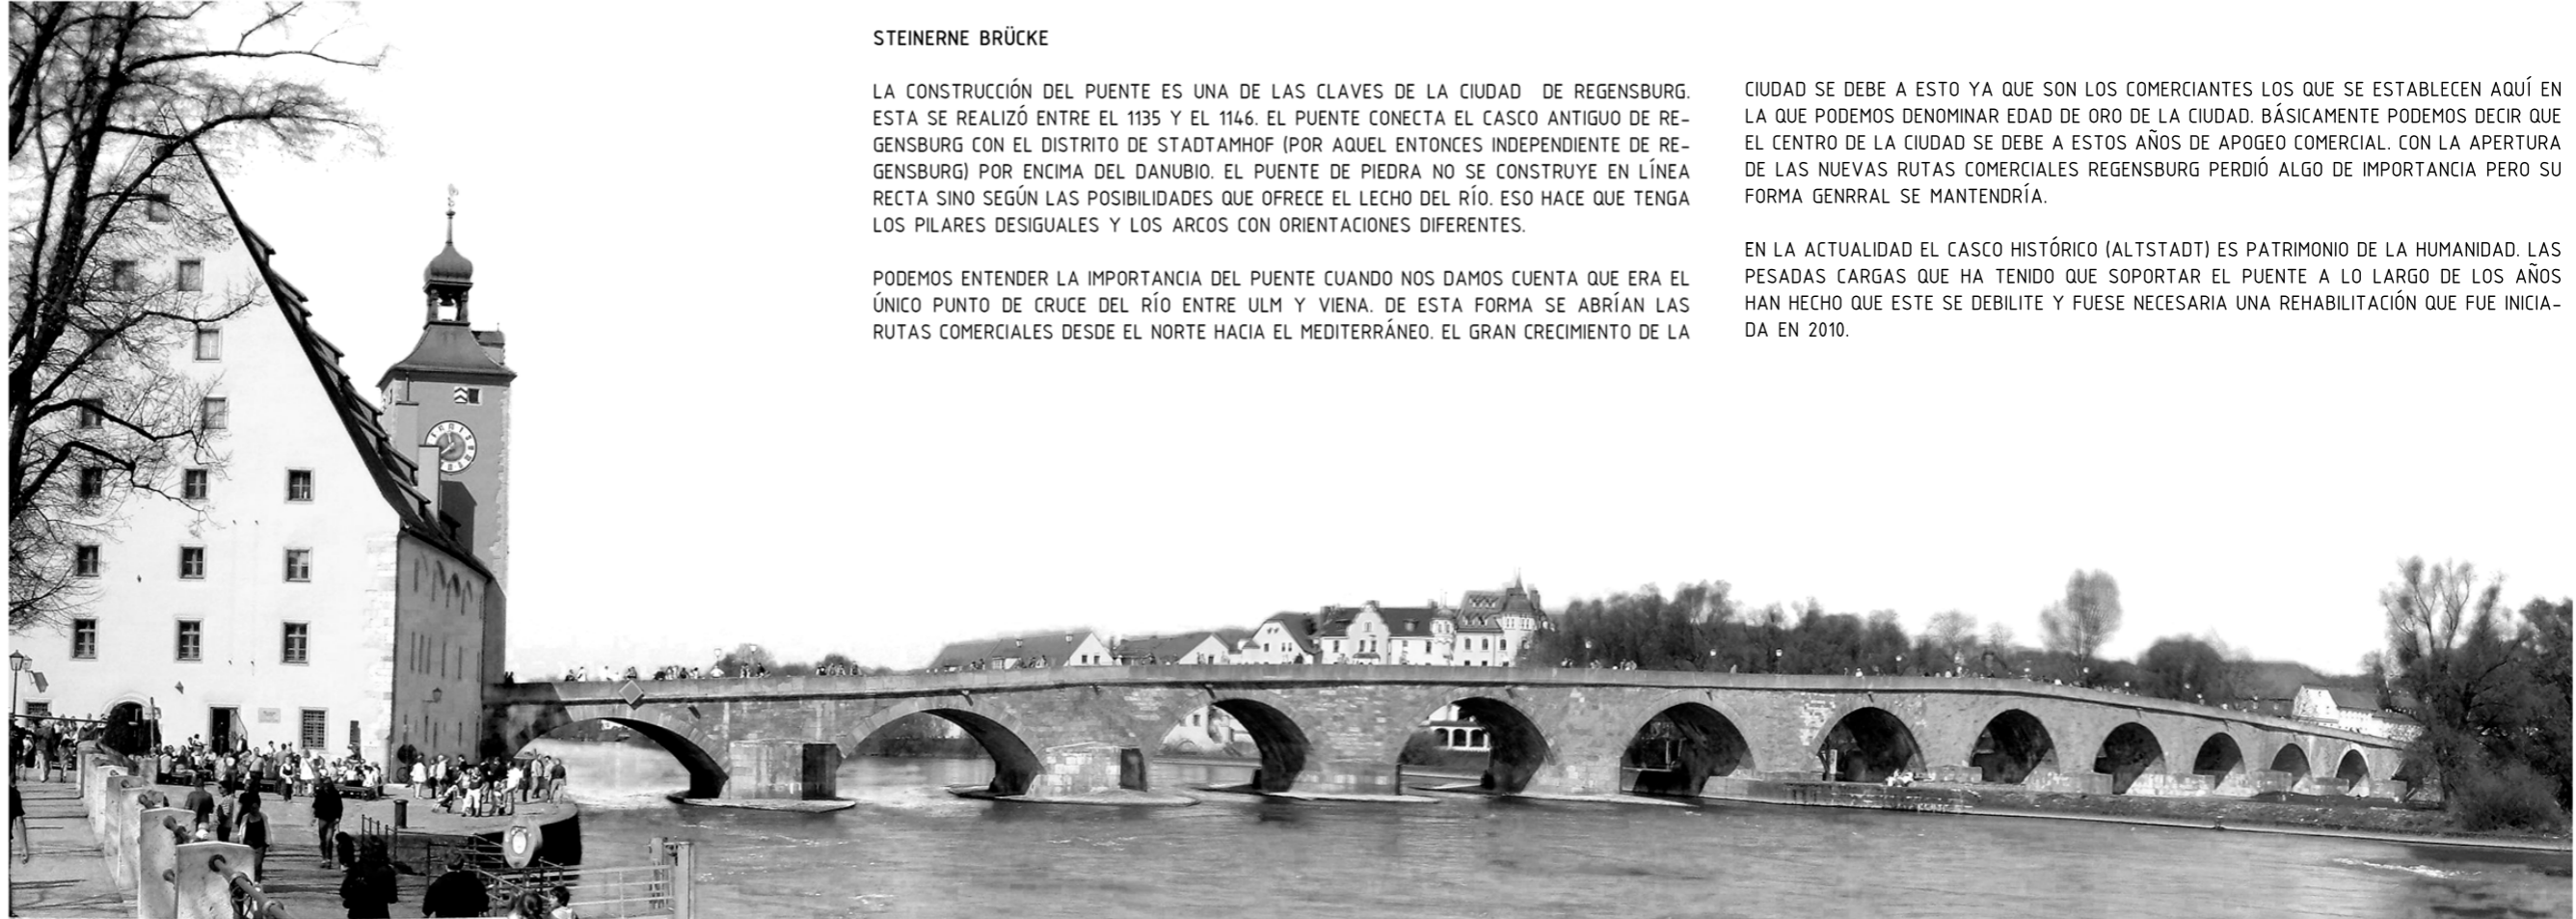 STEINERNE BRÜCKE
LA CONSTRUCCIÓN DEL PUENTE ES UNA DE LAS CLAVES DE LA CIUDAD DE REGENSBURG.
ESTA SE REALIZÓ ENTRE EL 1135 Y EL 1146. EL PUENTE CONECTA EL CASCO ANTIGUO DE RE-
GENSBURG CON EL DISTRITO DE STADTAMHOF (POR AQUEL ENTONCES INDEPENDIENTE DE RE-
GENSBURG) POR ENCIMA DEL DANUBIO. EL PUENTE DE PIEDRA NO SE CONSTRUYE EN LÍNEA
RECTA SINO SEGÚN LAS POSIBILIDADES QUE OFRECE EL LECHO DEL RÍO. ESO HACE QUE TENGA
LOS PILARES DESIGUALES Y LOS ARCOS CON ORIENTACIONES DIFERENTES.
PODEMOS ENTENDER LA IMPORTANCIA DEL PUENTE CUANDO NOS DAMOS CUENTA QUE ERA EL
ÚNICO PUNTO DE CRUCE DEL RÍO ENTRE ULM Y VIENA. DE ESTA FORMA SE ABRÍAN LAS
RUTAS COMERCIALES DESDE EL NORTE HACIA EL MEDITERRÁNEO. EL GRAN CRECIMIENTO DE LA
CIUDAD SE DEBE A ESTO YA QUE SON LOS COMERCIANTES LOS QUE SE ESTABLECEN AQUÍ EN
LA QUE PODEMOS DENOMINAR EDAD DE ORO DE LA CIUDAD. BÁSICAMENTE PODEMOS DECIR QUE
EL CENTRO DE LA CIUDAD SE DEBE A ESTOS AÑOS DE APOGEO COMERCIAL. CON LA APERTURA
DE LAS NUEVAS RUTAS COMERCIALES REGENSBURG PERDIÓ ALGO DE IMPORTANCIA PERO SU
FORMA GENRRAL SE MANTENDRÍA.
EN LA ACTUALIDAD EL CASCO HISTÓRICO (ALTSTADT) ES PATRIMONIO DE LA HUMANIDAD. LAS
PESADAS CARGAS QUE HA TENIDO QUE SOPORTAR EL PUENTE A LO LARGO DE LOS AÑOS
HAN HECHO QUE ESTE SE DEBILITE Y FUESE NECESARIA UNA REHABILITACIÓN QUE FUE INICIA-
DA EN 2010.